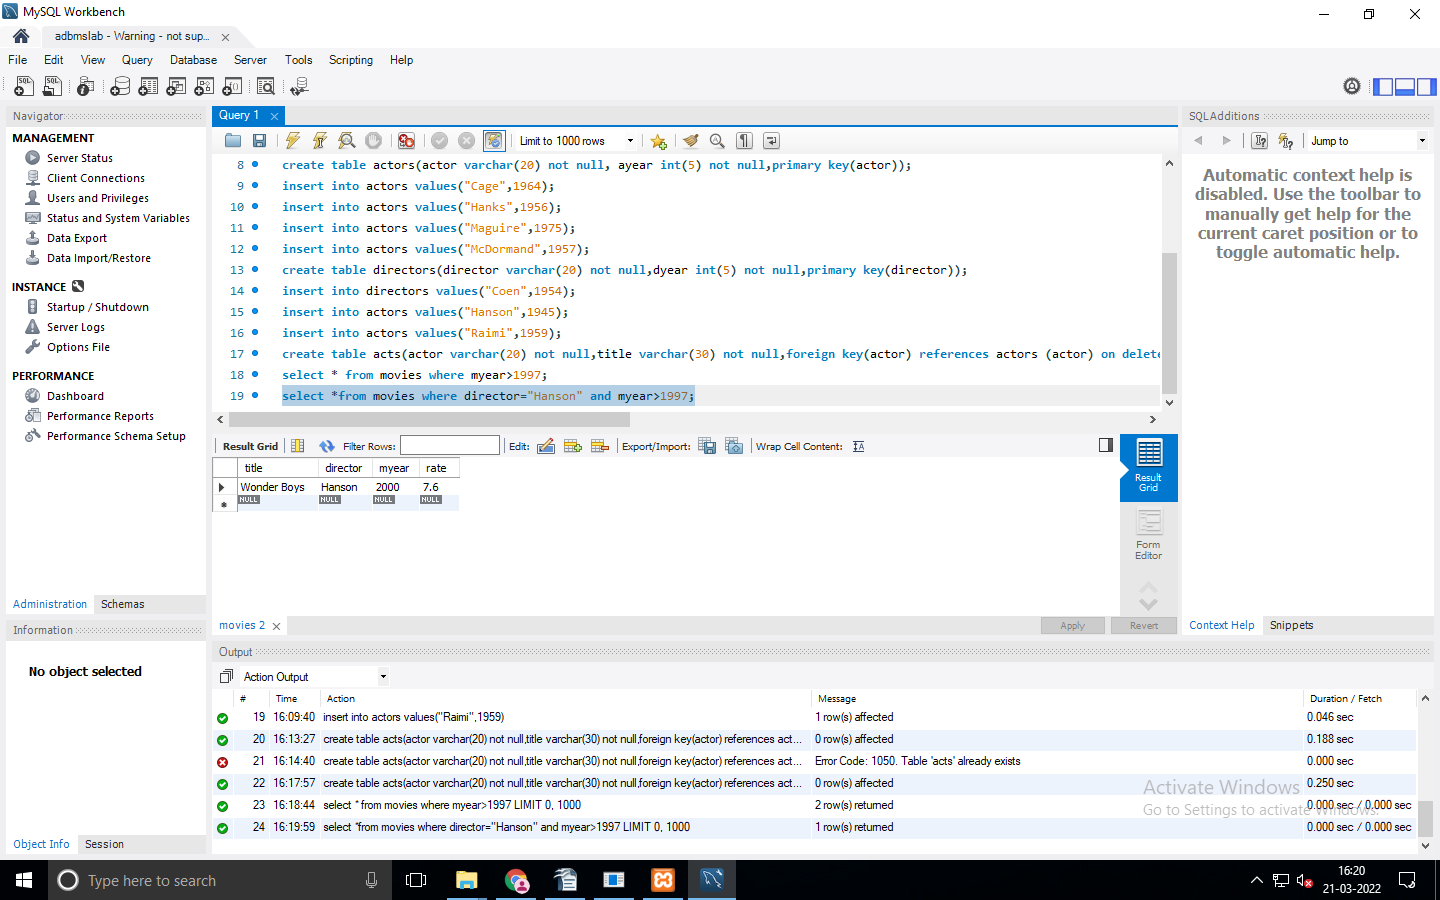 MySQL Workbench
adbmslab - Warning - not sup...
File Edit View Query Database Server Tools Scripting Help
Navigator
MANAGEMENT
Server Status
Client Connections
Users and Privileges
Status and System Variables
Data Export
Data Import/Restore
INSTANCE
Startup / Shutdown
Server Logs
Options File
PERFORMANCE
Dashboard
Performance Reports
Performance Schema Setup
Administration Schemas
Information
No object selected
Object Info Session
Query 1
Limit to 1000 rows
8 create table actors(actor varchar(20) not null, ayear int(5) not null,primary key(actor));
9 insert into actors values("Cage",1964);
10 insert into actors values("Hanks",1956);
11 insert into actors values("Maguire",1975);
12 insert into actors values("McDormand",1957);
13 create table directors(director varchar(20) not null,dyear int(5) not null,primary key(director));
14 insert into directors values("Coen",1954);
15 insert into actors values("Hanson",1945);
16 insert into actors values("Raimi",1959);
17 create table acts(actor varchar(20) not null,title varchar(30) not null,foreign key(actor) references actors (actor) on delete
18 select * from movies where myear>1997;
19 select *from movies where director="Hanson" and myear>1997;
Result Grid Filter Rows: Edit: Export/Import: Wrap Cell Content:
title director myear rate
Wonder Boys Hanson 2000 7.6
NULL NULL NULL NULL
Result Grid
Form Editor
movies 2 Apply Revert
SQLAdditions
Jump to
Automatic context help is
disabled. Use the toolbar to
manually get help for the
current caret position or to
toggle automatic help.
Context Help Snippets
Output
Action Output
# Time Action Message Duration / Fetch
19 16:09:40 insert into actors values("Raimi",1959) 1 row(s) affected 0.046 sec
20 16:13:27 create table acts(actor varchar(20) not null,title varchar(30) not null,foreign key(actor) references act... 0 row(s) affected 0.188 sec
21 16:14:40 create table acts(actor varchar(20) not null,title varchar(30) not null,foreign key(actor) references act... Error Code: 1050. Table 'acts' already exists 0.000 sec
22 16:17:57 create table acts(actor varchar(20) not null,title varchar(30) not null,foreign key(actor) references act... 0 row(s) affected 0.250 sec
23 16:18:44 select * from movies where myear>1997 LIMIT 0, 1000 2 row(s) returned 0.000 sec / 0.000 sec
24 16:19:59 select *from movies where director="Hanson" and myear>1997 LIMIT 0, 1000 1 row(s) returned 0.000 sec / 0.000 sec
Activate Windows
Go to Settings to activate Windows.
Type here to search
16:20
21-03-2022